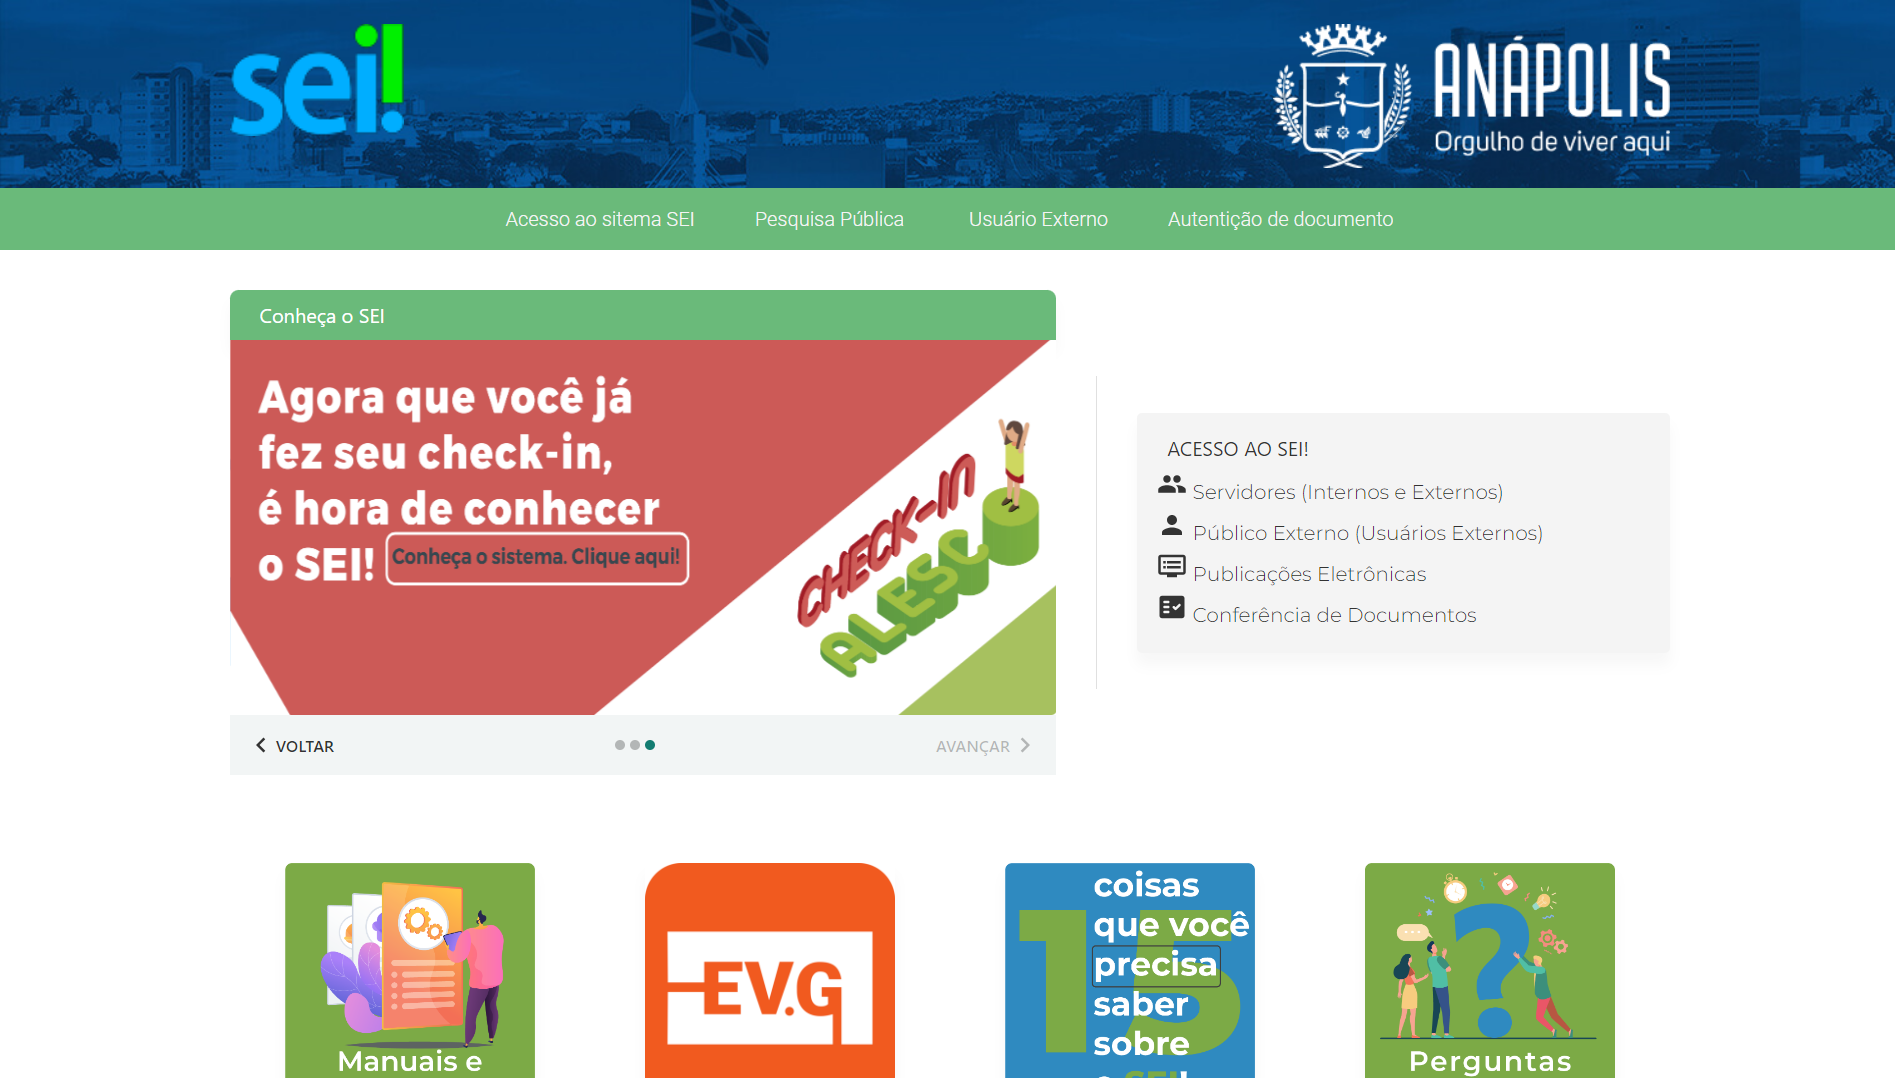 sei!
ANÁPOLIS
Orgulho de viver aqui
Acesso ao sitema SEI
Pesquisa Pública
Usuário Externo
Autentição de documento
Conheça o SEI
Agora que você já
fez seu check-in,
é hora de conhecer
o SEI! Conheça o sistema. Clique aqui!
CHECK-IN
ALESC
VOLTAR
AVANÇAR
ACESSO AO SEI!
Servidores (Internos e Externos)
Público Externo (Usuários Externos)
Publicações Eletrônicas
Conferência de Documentos
Manuais e
EV.G
15
coisas
que você
precisa
saber
sobre
o SEI!
?
Perguntas